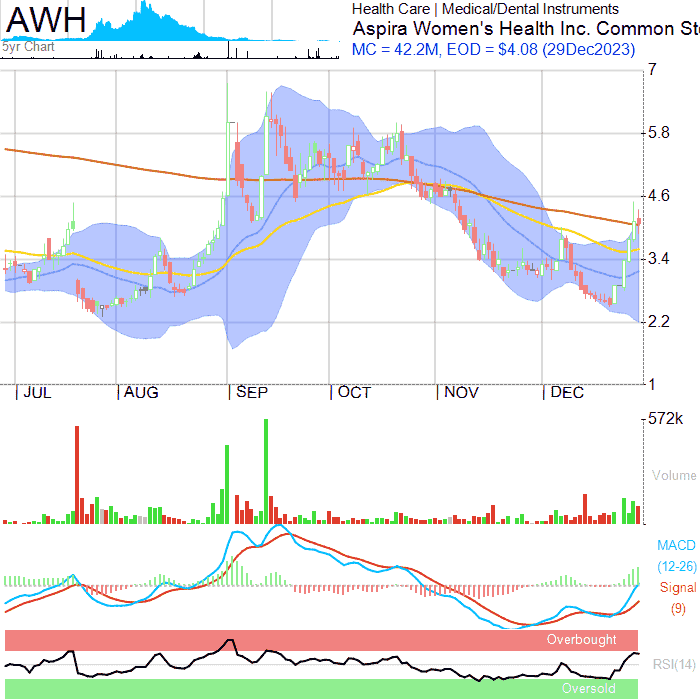 AWH
5yr Chart
Health Care | Medical/Dental Instruments
Aspira Women's Health Inc. Common St
MC = 42.2M, EOD = $4.08 (29Dec2023)
7
5.8
4.6
3.4
2.2
1
JUL AUG SEP OCT NOV DEC
572k
Volume
MACD
(12-26)
Signal
(9)
Overbought
RSI(14)
Oversold